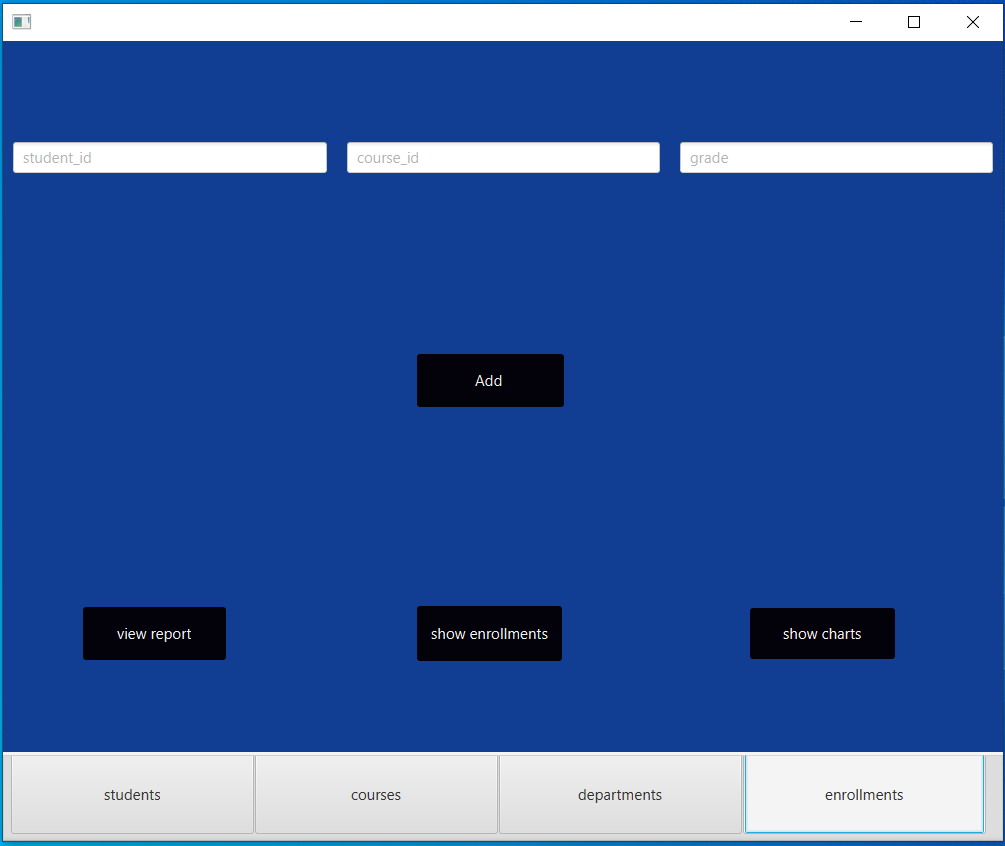 student_id
course_id
grade
Add
view report
show enrollments
show charts
students
courses
departments
enrollments